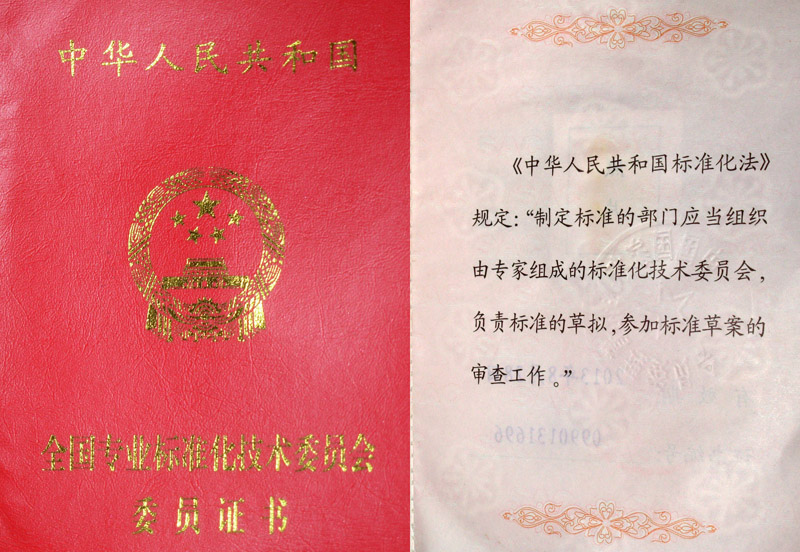 中华人民共和国
全国专业标准化技术委员会
委员证书
《中华人民共和国标准化法》
规定：“制定标准的部门应当组织
由专家组成的标准化技术委员会，
负责标准的草拟，参加标准草案的
审查工作。”
0990131696